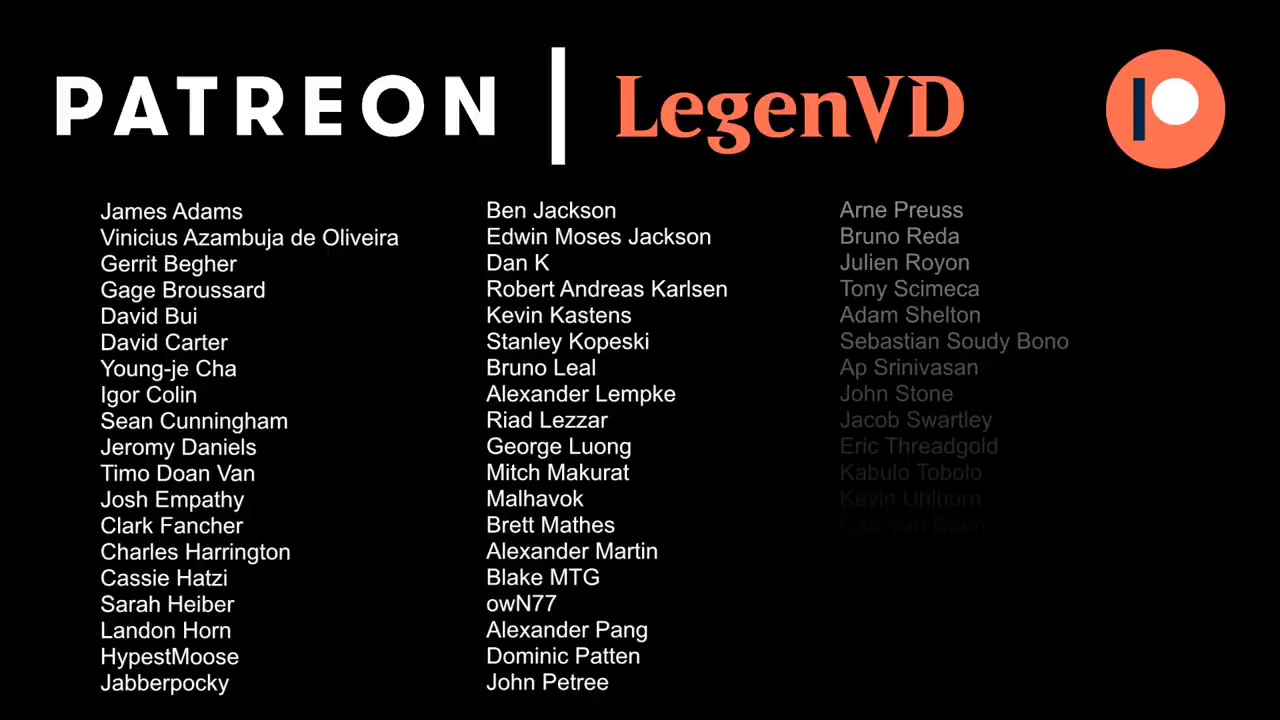 PATREON | LegenVD
James Adams
Vinicius Azambuja de Oliveira
Gerrit Begher
Gage Broussard
David Bui
David Carter
Young-je Cha
Igor Colin
Sean Cunningham
Jeromy Daniels
Timo Doan Van
Josh Empathy
Clark Fancher
Charles Harrington
Cassie Hatzi
Sarah Heiber
Landon Horn
HypestMoose
Jabberpocky
Ben Jackson
Edwin Moses Jackson
Dan K
Robert Andreas Karlsen
Kevin Kastens
Stanley Kopeski
Bruno Leal
Alexander Lempke
Riad Lezzar
George Luong
Mitch Makurat
Malhavok
Brett Mathes
Alexander Martin
Blake MTG
owN77
Alexander Pang
Dominic Patten
John Petree
Arne Preuss
Bruno Reda
Julien Royon
Tony Scimeca
Adam Shelton
Sebastian Soudy Bono
Ap Srinivasan
John Stone
Jacob Swartley
Eric Threadgold
Kabulo Tobolo
Kevin Uhlhorn